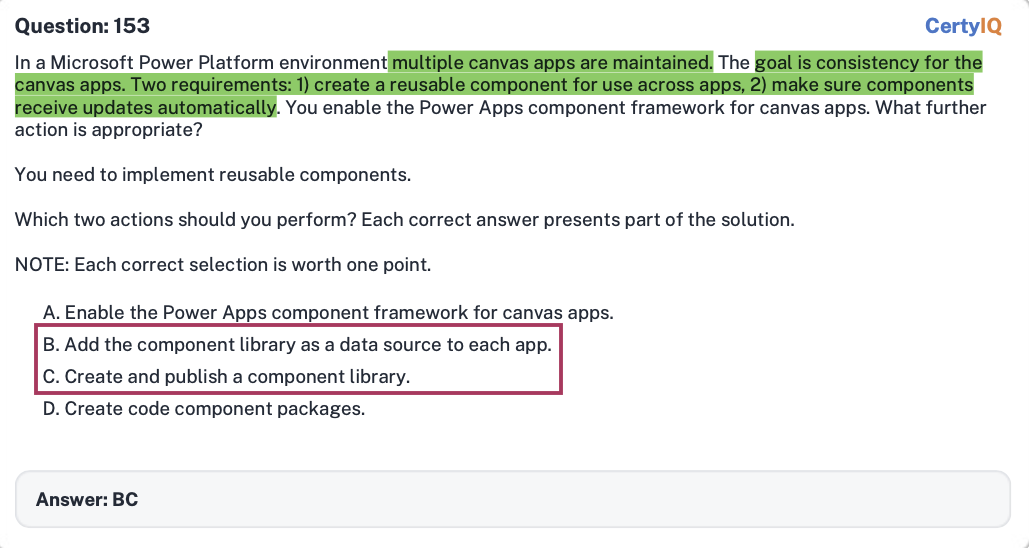 Question: 153
CertyIQ
In a Microsoft Power Platform environment multiple canvas apps are maintained. The goal is consistency for the
canvas apps. Two requirements: 1) create a reusable component for use across apps, 2) make sure components
receive updates automatically. You enable the Power Apps component framework for canvas apps. What further
action is appropriate?
You need to implement reusable components.
Which two actions should you perform? Each correct answer presents part of the solution.
NOTE: Each correct selection is worth one point.
A. Enable the Power Apps component framework for canvas apps.
B. Add the component library as a data source to each app.
C. Create and publish a component library.
D. Create code component packages.
Answer: BC